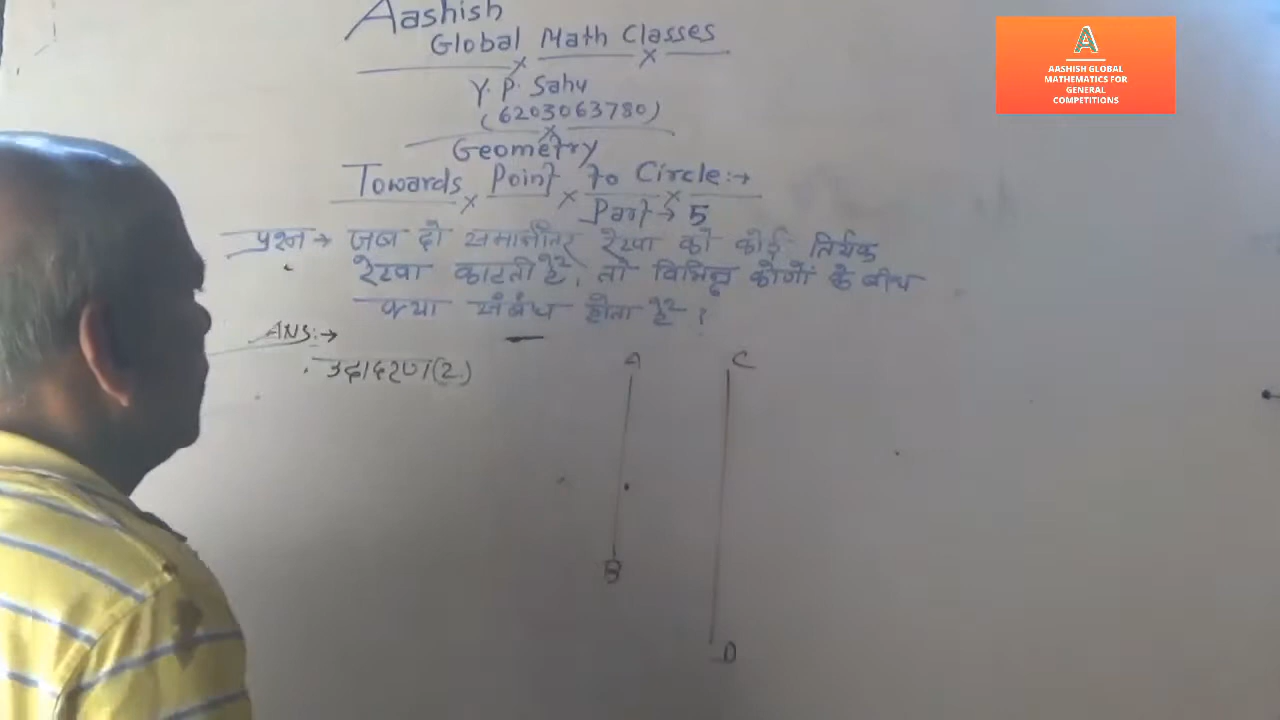 Aashish
Global Math Classes
Y. P. Sahu
(6203063780)
Geometry
Towards Point to Circle:→
Part → 5
प्रश्न → जब दो समानांतर रेखा को कोई तिर्यक
रेखा काटती है, तो विभिन्न कोणों के बीच
क्या संबंध होता है?
ANS:→
उदाहरण(2)
A C
B
D
A
AASHISH GLOBAL
MATHEMATICS FOR
GENERAL
COMPETITIONS